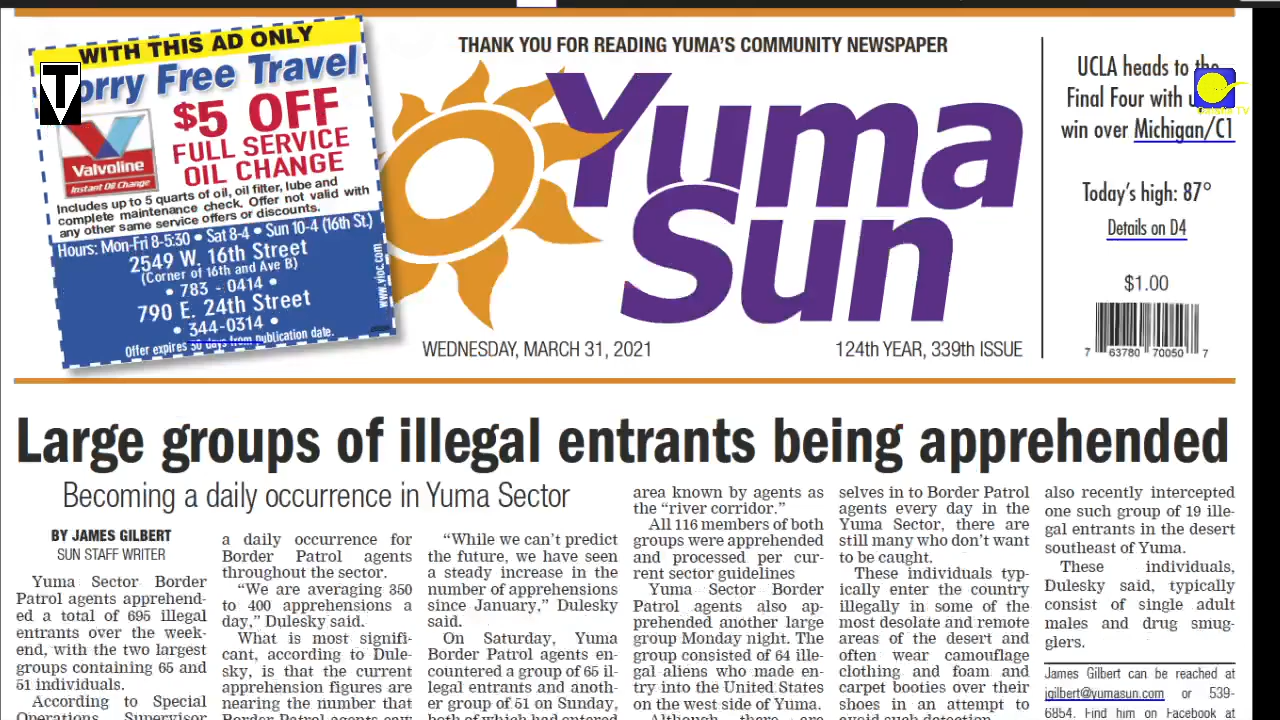 WITH THIS AD ONLY
orry Free Travel
T
$5 OFF
FULL SERVICE
OIL CHANGE
Valvoline
Instant Oil Change
Includes up to 5 quarts of oil, oil filter, lube and
complete maintenance check. Offer not valid with
any other same service offers or discounts.
Hours: Mon-Fri 8-5:30 • Sat 8-4 • Sun 10-4 (16th St.)
2549 W. 16th Street
(Corner of 16th and Ave B)
• 783 - 0414 •
790 E. 24th Street
• 344-0314 •
Offer expires 30 days from publication date.
www.vioc.com
THANK YOU FOR READING YUMA'S COMMUNITY NEWSPAPER
Yuma
Sun
WEDNESDAY, MARCH 31, 2021
124th YEAR, 339th ISSUE
UCLA heads to the
Final Four with
win over Michigan/C1
Today's high: 87°
Details on D4
$1.00
7 63780 70050 7
Large groups of illegal entrants being apprehended
Becoming a daily occurrence in Yuma Sector
BY JAMES GILBERT
SUN STAFF WRITER
Yuma Sector Border
Patrol agents apprehend-
ed a total of 695 illegal
entrants over the week-
end, with the two largest
groups containing 65 and
51 individuals.
According to Special
Operations Supervisor
a daily occurrence for
Border Patrol agents
throughout the sector.
"We are averaging 350
to 400 apprehensions a
day," Dulesky said.
What is most signifi-
cant, according to Dule-
sky, is that the current
apprehension figures are
nearing the number that
Border Patrol agents saw
"While we can't predict
the future, we have seen
a steady increase in the
number of apprehensions
since January," Dulesky
said.
On Saturday, Yuma
Border Patrol agents en-
countered a group of 65 il-
legal entrants and anoth-
er group of 51 on Sunday,
both of which had entered
area known by agents as
the "river corridor."
All 116 members of both
groups were apprehended
and processed per cur-
rent sector guidelines
Yuma Sector Border
Patrol agents also ap-
prehended another large
group Monday night. The
group consisted of 64 ille-
gal aliens who made en-
try into the United States
on the west side of Yuma.
Although there are
selves in to Border Patrol
agents every day in the
Yuma Sector, there are
still many who don't want
to be caught.
These individuals typ-
ically enter the country
illegally in some of the
most desolate and remote
areas of the desert and
often wear camouflage
clothing and foam and
carpet booties over their
shoes in an attempt to
avoid such detection.
also recently intercepted
one such group of 19 ille-
gal entrants in the desert
southeast of Yuma.
These individuals,
Dulesky said, typically
consist of single adult
males and drug smug-
glers.
James Gilbert can be reached at
jgilbert@yumasun.com or 539-
6854. Find him on Facebook at